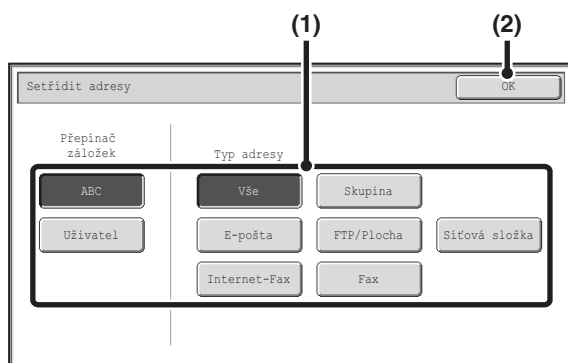 (1) (2)
Setřídit adresy OK
Přepínač
záložek
Typ adresy
ABC Vše Skupina
Uživatel E-pošta FTP/Plocha Síťová složka
Internet-Fax Fax